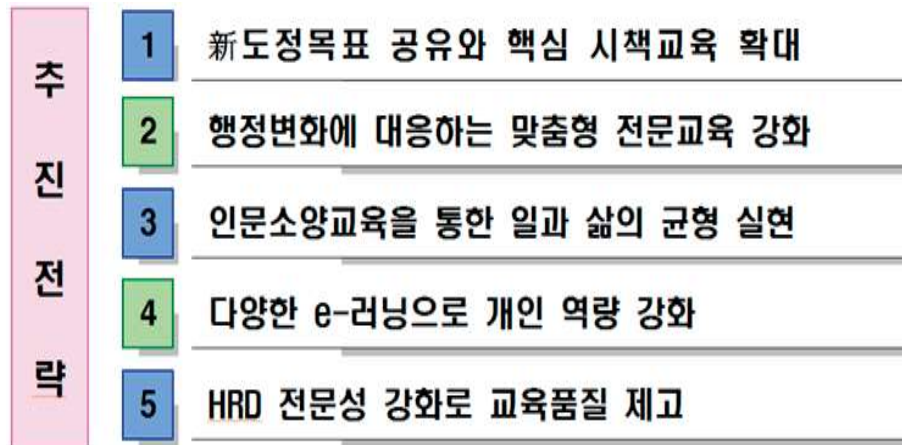 추진전략
1 新도정목표 공유와 핵심 시책교육 확대
2 행정변화에 대응하는 맞춤형 전문교육 강화
3 인문소양교육을 통한 일과 삶의 균형 실현
4 다양한 e-러닝으로 개인 역량 강화
5 HRD 전문성 강화로 교육품질 제고